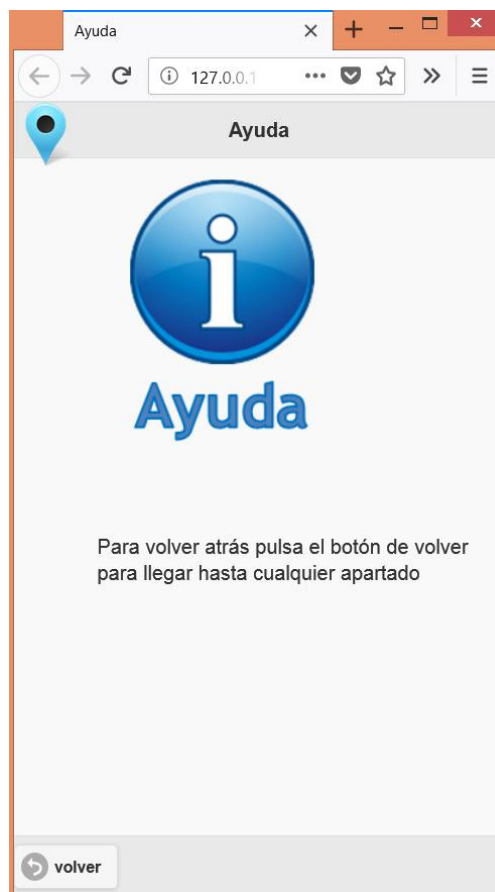 Ayuda
127.0.0.1
Ayuda
Ayuda
Para volver atrás pulsa el botón de volver
para llegar hasta cualquier apartado
volver